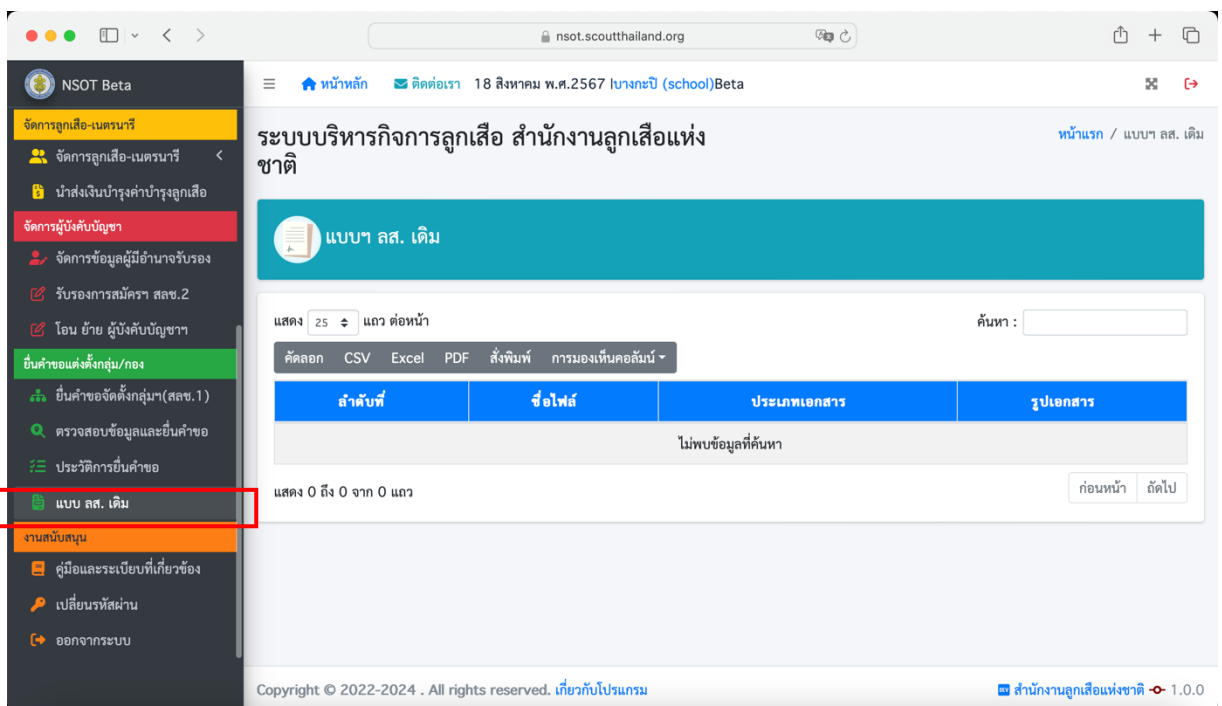 nsot.scoutthailand.org
NSOT Beta
จัดการลูกเสือ-เนตรนารี
จัดการลูกเสือ-เนตรนารี
นำส่งเงินบำรุงค่าบำรุงลูกเสือ
จัดการผู้บังคับบัญชา
จัดการข้อมูลผู้มีอำนาจรับรอง
รับรองการสมัครฯ สลช.2
โอน ย้าย ผู้บังคับบัญชาฯ
ยื่นคำขอแต่งตั้งกลุ่ม/กอง
ยื่นคำขอจัดตั้งกลุ่มฯ(สลช.1)
ตรวจสอบข้อมูลและยื่นคำขอ
ประวัติการยื่นคำขอ
แบบ ลส. เดิม
งานสนับสนุน
คู่มือและระเบียบที่เกี่ยวข้อง
เปลี่ยนรหัสผ่าน
ออกจากระบบ
หน้าหลัก ติดต่อเรา 18 สิงหาคม พ.ศ.2567 |บางกะปิ (school)Beta
ระบบบริหารกิจการลูกเสือ สำนักงานลูกเสือแห่ง
ชาติ
หน้าแรก / แบบฯ ลส. เดิม
แบบฯ ลส. เดิม
แสดง 25 แถว ต่อหน้า
ค้นหา :
คัดลอก CSV Excel PDF สั่งพิมพ์ การมองเห็นคอลัมน์
ลำดับที่ ชื่อไฟล์ ประเภทเอกสาร รูปเอกสาร
ไม่พบข้อมูลที่ค้นหา
แสดง 0 ถึง 0 จาก 0 แถว
ก่อนหน้า ถัดไป
Copyright © 2022-2024 . All rights reserved. เกี่ยวกับโปรแกรม
สำนักงานลูกเสือแห่งชาติ 1.0.0